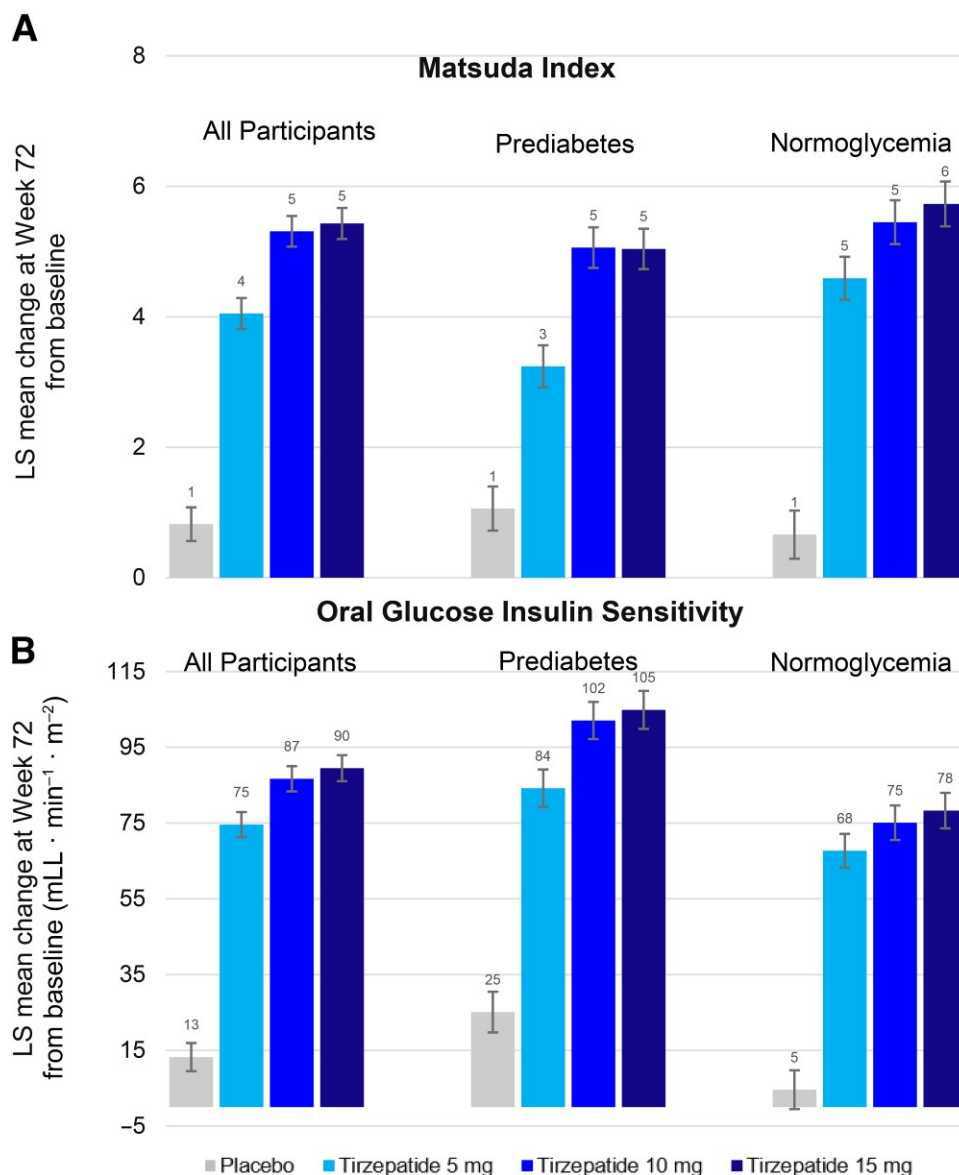 A
Matsuda Index
All Participants
Prediabetes
Normoglycemia
LS mean change at Week 72
from baseline
8
6
4
2
0
1
4
5
5
1
3
5
5
1
5
5
6
Oral Glucose Insulin Sensitivity
B
All Participants
Prediabetes
Normoglycemia
LS mean change at Week 72
from baseline (mLL · min⁻¹ · m⁻²)
115
95
75
55
35
15
−5
13
75
87
90
25
84
102
105
5
68
75
78
Placebo Tirzepatide 5 mg Tirzepatide 10 mg Tirzepatide 15 mg